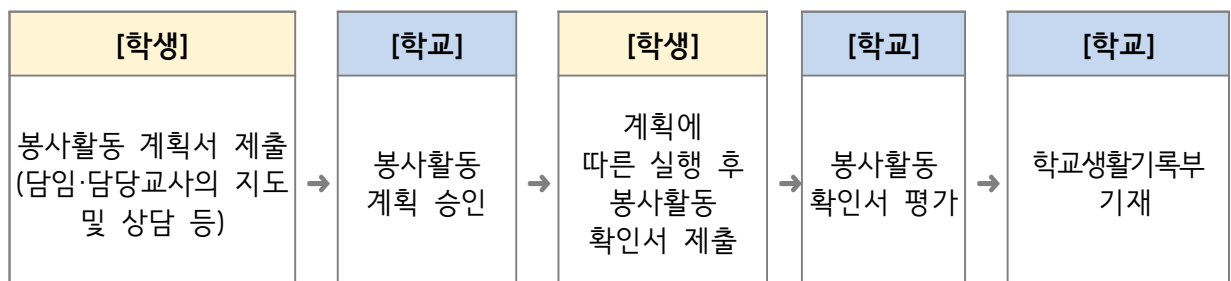 [학생]
봉사활동 계획서 제출
(담임·담당교사의 지도
및 상담 등)
→
[학교]
봉사활동
계획 승인
→
[학생]
계획에
따른 실행 후
봉사활동
확인서 제출
→
[학교]
봉사활동
확인서 평가
→
[학교]
학교생활기록부
기재